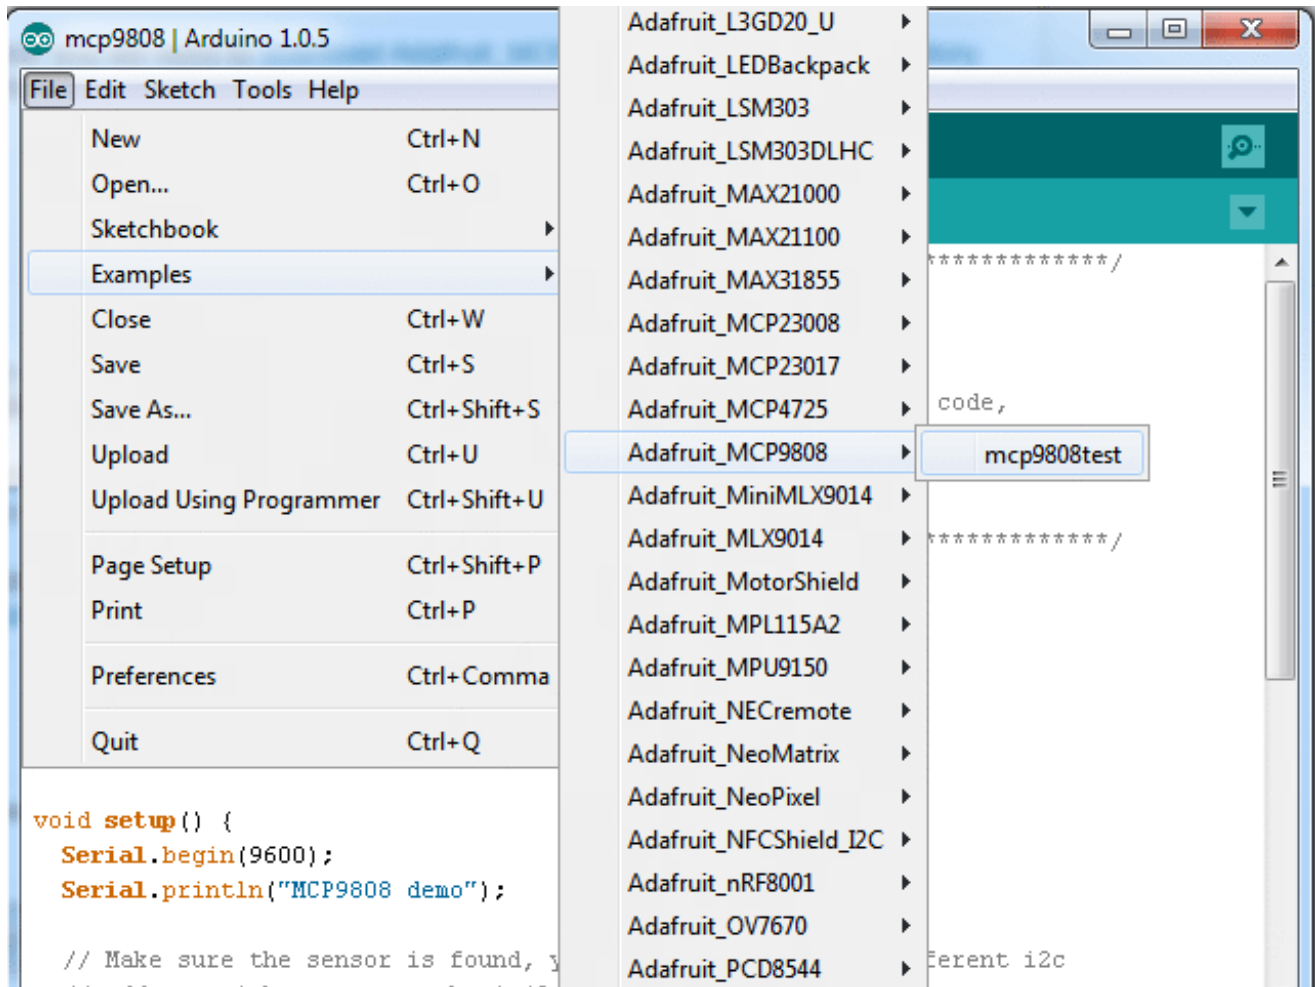 mcp9808 | Arduino 1.0.5
File Edit Sketch Tools Help
New Ctrl+N
Open... Ctrl+O
Sketchbook
Examples
Close Ctrl+W
Save Ctrl+S
Save As... Ctrl+Shift+S
Upload Ctrl+U
Upload Using Programmer Ctrl+Shift+U
Page Setup Ctrl+Shift+P
Print Ctrl+P
Preferences Ctrl+Comma
Quit Ctrl+Q
Adafruit_L3GD20_U
Adafruit_LEDBackpack
Adafruit_LSM303
Adafruit_LSM303DLHC
Adafruit_MAX21000
Adafruit_MAX21100
Adafruit_MAX31855
Adafruit_MCP23008
Adafruit_MCP23017
Adafruit_MCP4725
Adafruit_MCP9808
Adafruit_MiniMLX9014
Adafruit_MLX9014
Adafruit_MotorShield
Adafruit_MPL115A2
Adafruit_MPU9150
Adafruit_NECremote
Adafruit_NeoMatrix
Adafruit_NeoPixel
Adafruit_NFCShield_I2C
Adafruit_nRF8001
Adafruit_OV7670
Adafruit_PCD8544
mcp9808test
*************/
code,
*************/
void setup() {
Serial.begin(9600);
Serial.println("MCP9808 demo");
// Make sure the sensor is found, y
ferent i2c